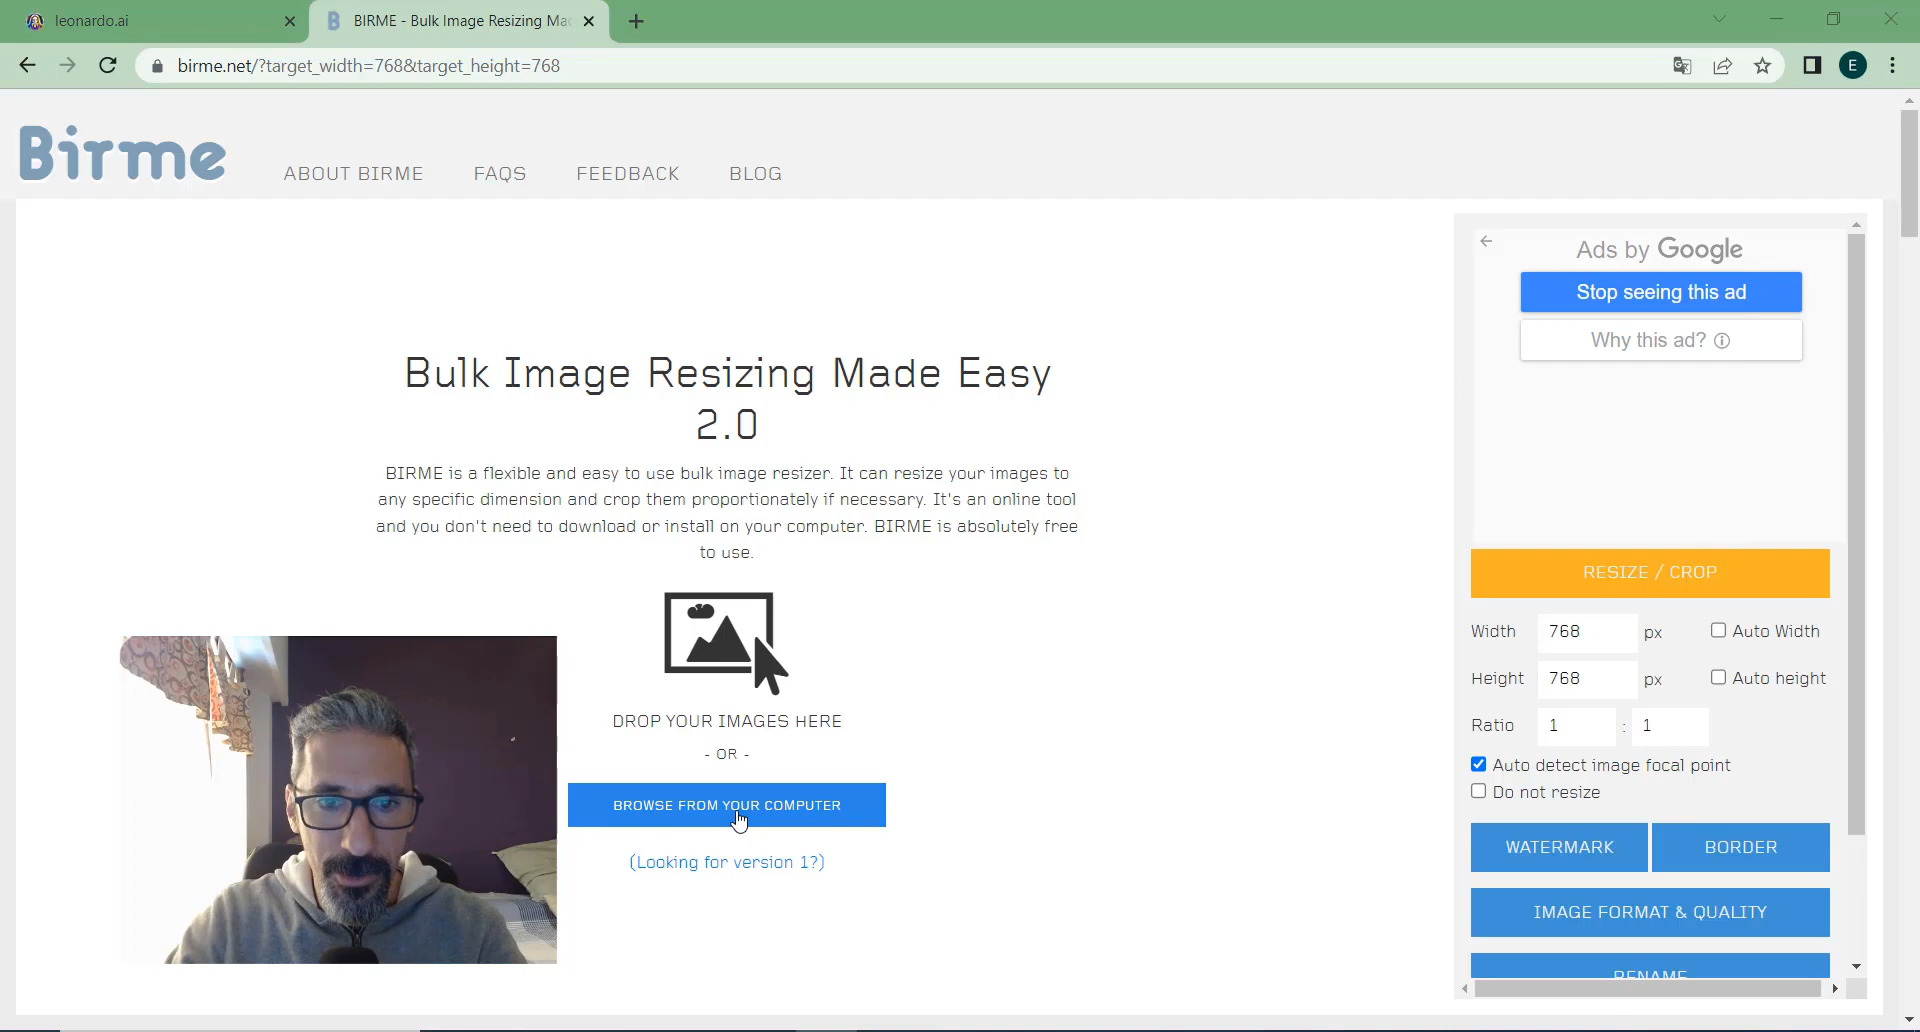 leonardo.ai
BIRME - Bulk Image Resizing Ma
birme.net/?target_width=768&target_height=768
E
Birme
ABOUT BIRME
FAQS
FEEDBACK
BLOG
Bulk Image Resizing Made Easy
2.0
BIRME is a flexible and easy to use bulk image resizer. It can resize your images to
any specific dimension and crop them proportionately if necessary. It's an online tool
and you don't need to download or install on your computer. BIRME is absolutely free
to use.
DROP YOUR IMAGES HERE
- OR -
BROWSE FROM YOUR COMPUTER
(Looking for version 1?)
Ads by Google
Stop seeing this ad
Why this ad?
RESIZE / CROP
Width 768 px Auto Width
Height 768 px Auto height
Ratio 1 : 1
Auto detect image focal point
Do not resize
WATERMARK
BORDER
IMAGE FORMAT & QUALITY
RENAME